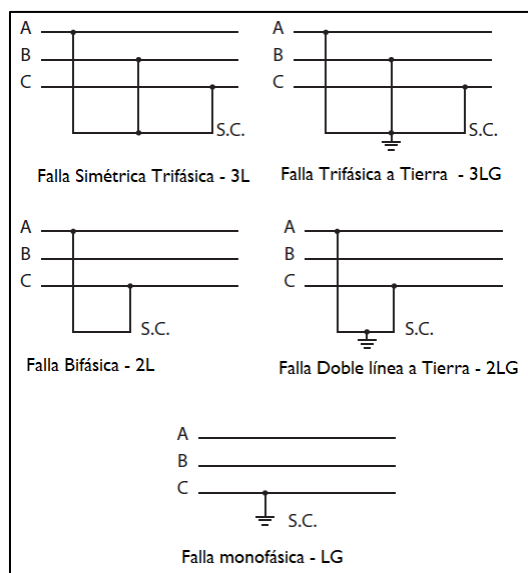 A
B
C
S.C.
Falla Simétrica Trifásica - 3L
A
B
C
S.C.
Falla Trifásica a Tierra - 3LG
A
B
C
S.C.
Falla Bifásica - 2L
A
B
C
S.C.
Falla Doble línea a Tierra - 2LG
A
B
C
S.C.
Falla monofásica - LG